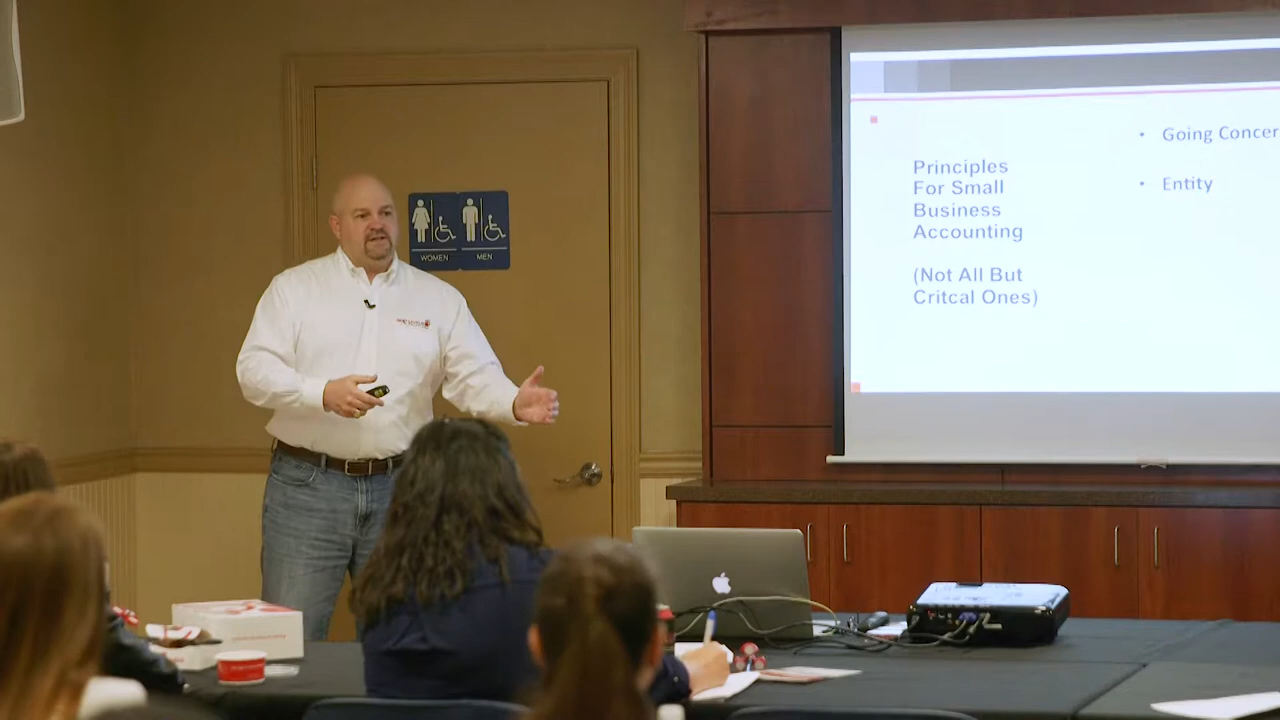 WOMEN
MEN
Principles
For Small
Business
Accounting
(Not All But
Critcal Ones)
• Going Concer
• Entity